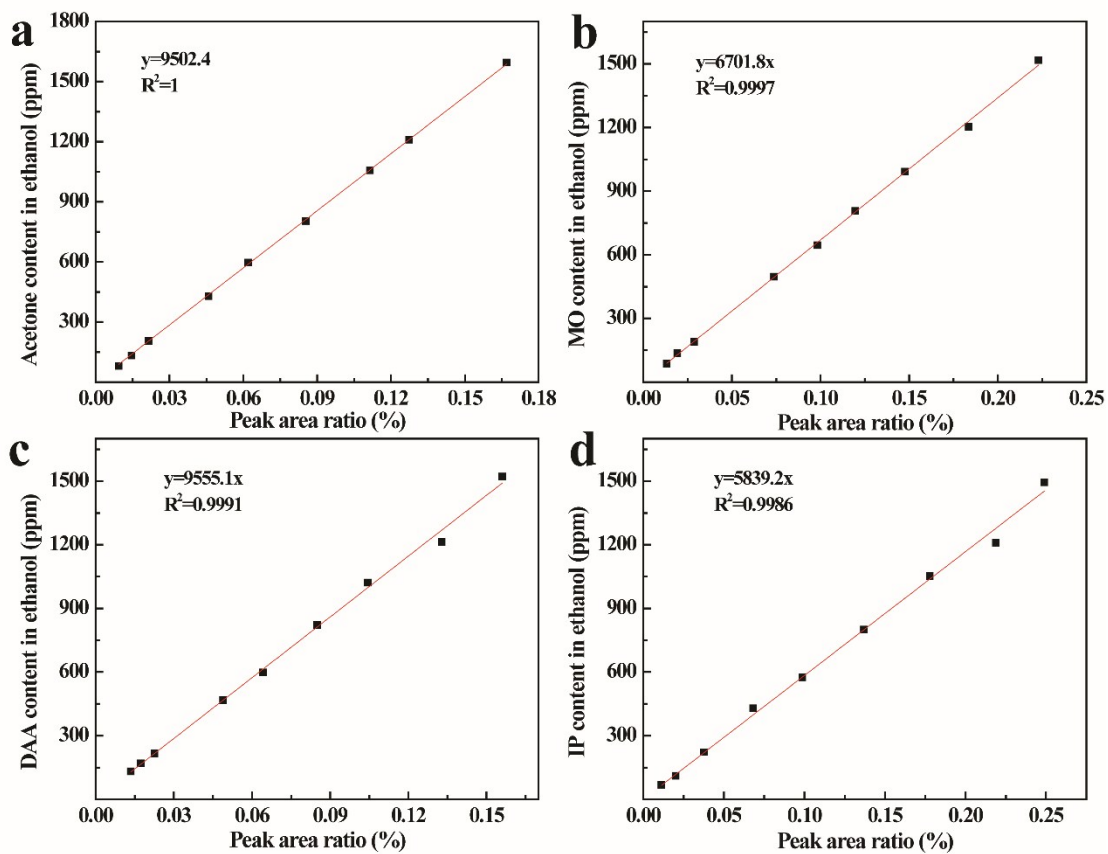 a
y=9502.4
R²=1
Acetone content in ethanol (ppm)
1800
1500
1200
900
600
300
0.00 0.03 0.06 0.09 0.12 0.15 0.18
Peak area ratio (%)
b
y=6701.8x
R²=0.9997
MO content in ethanol (ppm)
1500
1200
900
600
300
0.00 0.05 0.10 0.15 0.20 0.25
Peak area ratio (%)
c
y=9555.1x
R²=0.9991
DAA content in ethanol (ppm)
1500
1200
900
600
300
0.00 0.03 0.06 0.09 0.12 0.15
Peak area ratio (%)
d
y=5839.2x
R²=0.9986
IP content in ethanol (ppm)
1500
1200
900
600
300
0.00 0.05 0.10 0.15 0.20 0.25
Peak area ratio (%)